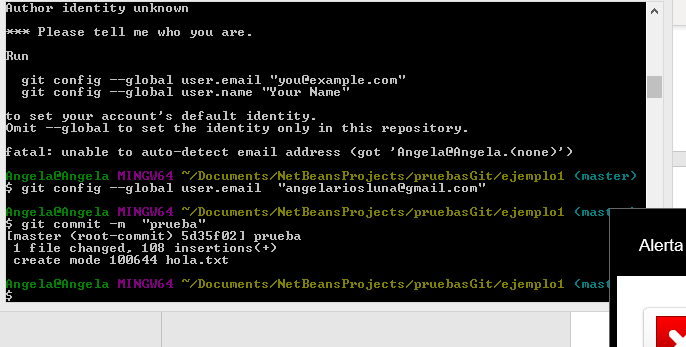 Author identity unknown
*** Please tell me who you are.
Run
git config --global user.email "you@example.com"
git config --global user.name "Your Name"
to set your account's default identity.
Omit --global to set the identity only in this repository.
fatal: unable to auto-detect email address (got 'Angela@Angela.(none)')
Angela@Angela MINGW64 ~/Documents/NetBeansProjects/pruebasGit/ejemplo1 (master)
$ git config --global user.email  "angelariosluna@gmail.com"
Angela@Angela MINGW64 ~/Documents/NetBeansProjects/pruebasGit/ejemplo1 (mast
$ git commit -m  "prueba"
[master (root-commit) 5d35f02] prueba
1 file changed, 108 insertions(+)
create mode 100644 hola.txt
Angela@Angela MINGW64 ~/Documents/NetBeansProjects/pruebasGit/ejemplo1 (mast
$
Alerta